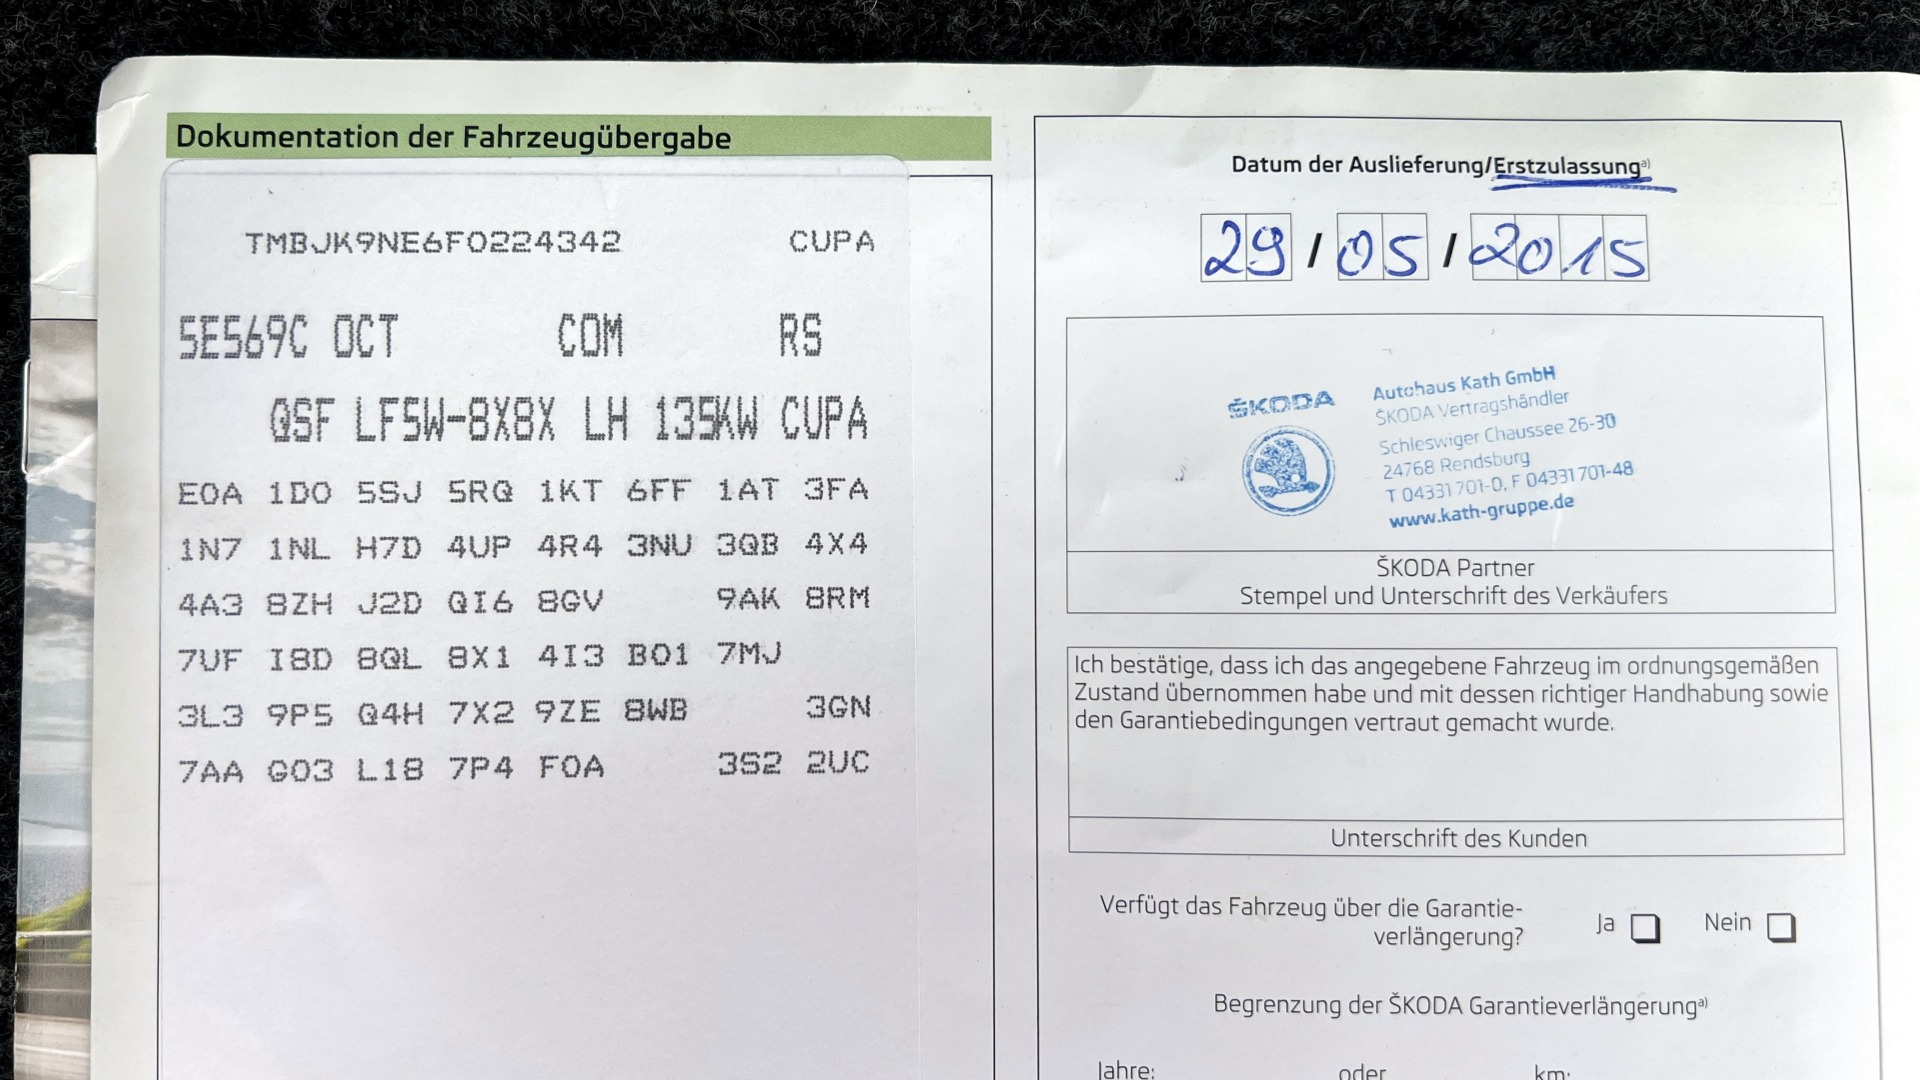 Dokumentation der Fahrzeugübergabe
TMBJK9NE6F0224342 CUPA
5E569C OCT COM RS
QSF LF5W-8X8X LH 135KW CUPA
E0A 1D0 5SJ 5RQ 1KT 6FF 1AT 3FA
1N7 1NL H7D 4UP 4R4 3NU 3QB 4X4
4A3 8ZH J2D QI6 8GV 9AK 8RM
7UF I8D 8QL 8X1 4I3 B01 7MJ
3L3 9P5 Q4H 7X2 9ZE 8WB 3GN
7AA G03 L18 7P4 F0A 3S2 2UC
Datum der Auslieferung/Erstzulassung a)
29/05/2015
ŠKODA
Autohaus Kath GmbH
ŠKODA Vertragshändler
Schleswiger Chaussee 26-30
24768 Rendsburg
T 04331 701-0, F 04331 701-48
www.kath-gruppe.de
ŠKODA Partner
Stempel und Unterschrift des Verkäufers
Ich bestätige, dass ich das angegebene Fahrzeug im ordnungsgemäßen
Zustand übernommen habe und mit dessen richtiger Handhabung sowie
den Garantiebedingungen vertraut gemacht wurde.
Unterschrift des Kunden
Verfügt das Fahrzeug über die Garantie-
verlängerung? Ja Nein
Begrenzung der ŠKODA Garantieverlängerung a)
Jahre: oder km: